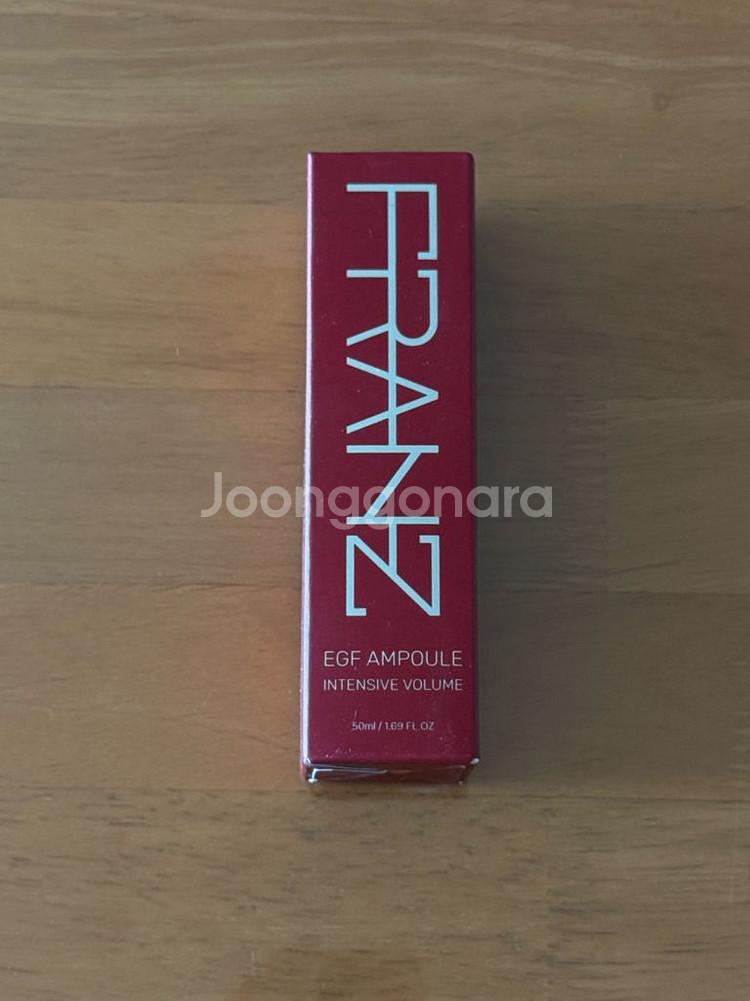 FRANZ
Joonggonara
EGF AMPOULE
INTENSIVE VOLUME
50ml / 1.69 FL. OZ